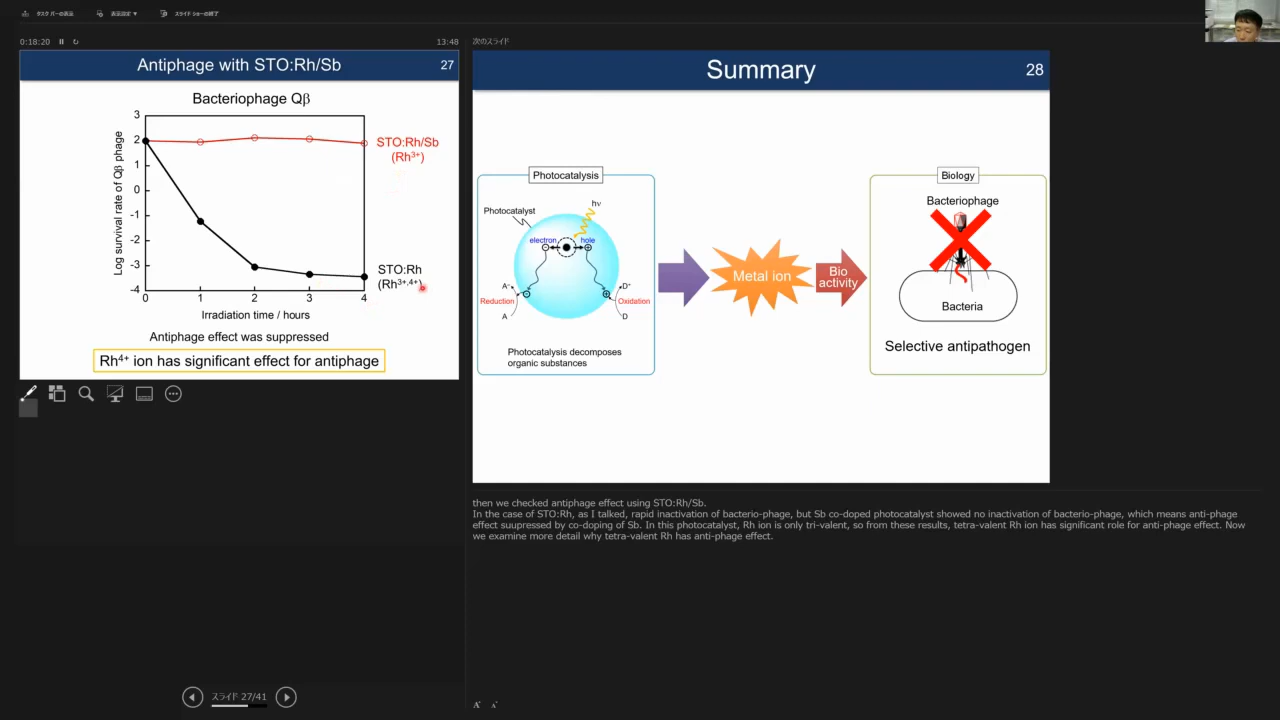 タスク バーの表示 表示設定 ▼ スライド ショーの終了
0:18:20 13:48
Antiphage with STO:Rh/Sb 27
Bacteriophage Qβ
Log survival rate of Qβ phage
3
2
1
0
-1
-2
-3
-4
0 1 2 3 4
Irradiation time / hours
STO:Rh/Sb
(Rh³⁺)
STO:Rh
(Rh³⁺,⁴⁺)
Antiphage effect was suppressed
Rh⁴⁺ ion has significant effect for antiphage
スライド 27/41
次のスライド
Summary 28
Photocatalysis
Photocatalyst
hν
electron
hole
A⁻
Reduction
A
D⁺
Oxidation
D
Photocatalysis decomposes
organic substances
Metal ion
Bio
activity
Biology
Bacteriophage
Bacteria
Selective antipathogen
then we checked antiphage effect using STO:Rh/Sb.
In the case of STO:Rh, as I talked, rapid inactivation of bacterio-phage, but Sb co-doped photocatalyst showed no inactivation of bacterio-phage, which means anti-phage
effect suupressed by co-doping of Sb. In this photocatalyst, Rh ion is only tri-valent, so from these results, tetra-valent Rh ion has significant role for anti-phage effect. Now
we examine more detail why tetra-valent Rh has anti-phage effect.
A A